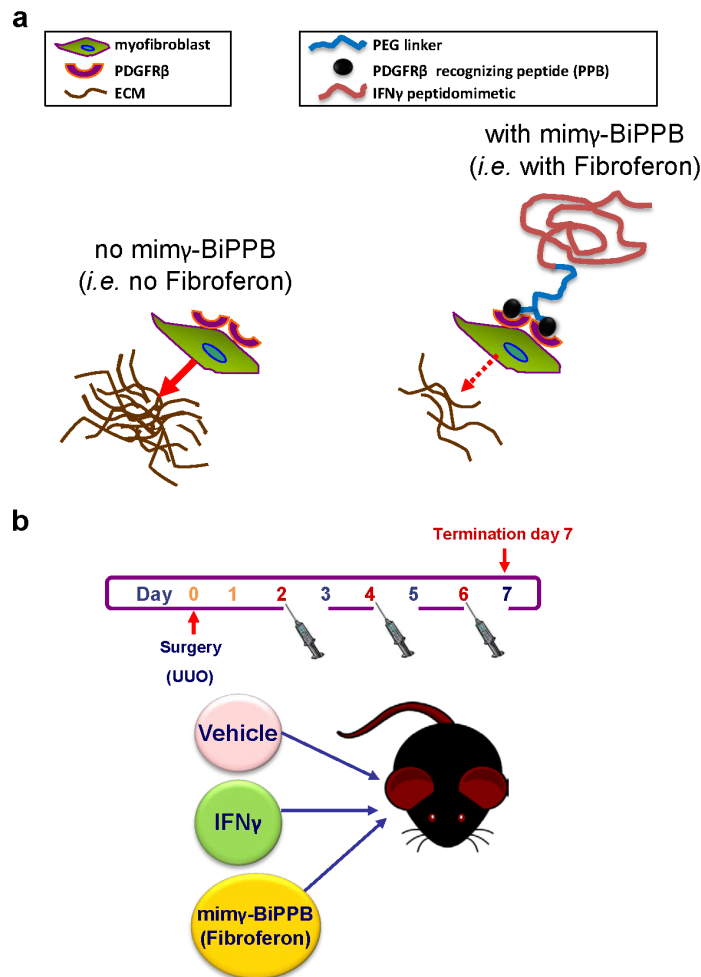 a
myofibroblast
PDGFRβ
ECM
PEG linker
PDGFRβ recognizing peptide (PPB)
IFNγ peptidomimetic
with mimγ-BiPPB
(i.e. with Fibroferon)
no mimγ-BiPPB
(i.e. no Fibroferon)
b
Termination day 7
Day 0 1 2 3 4 5 6 7
Surgery
(UUO)
Vehicle
IFNγ
mimγ-BiPPB
(Fibroferon)